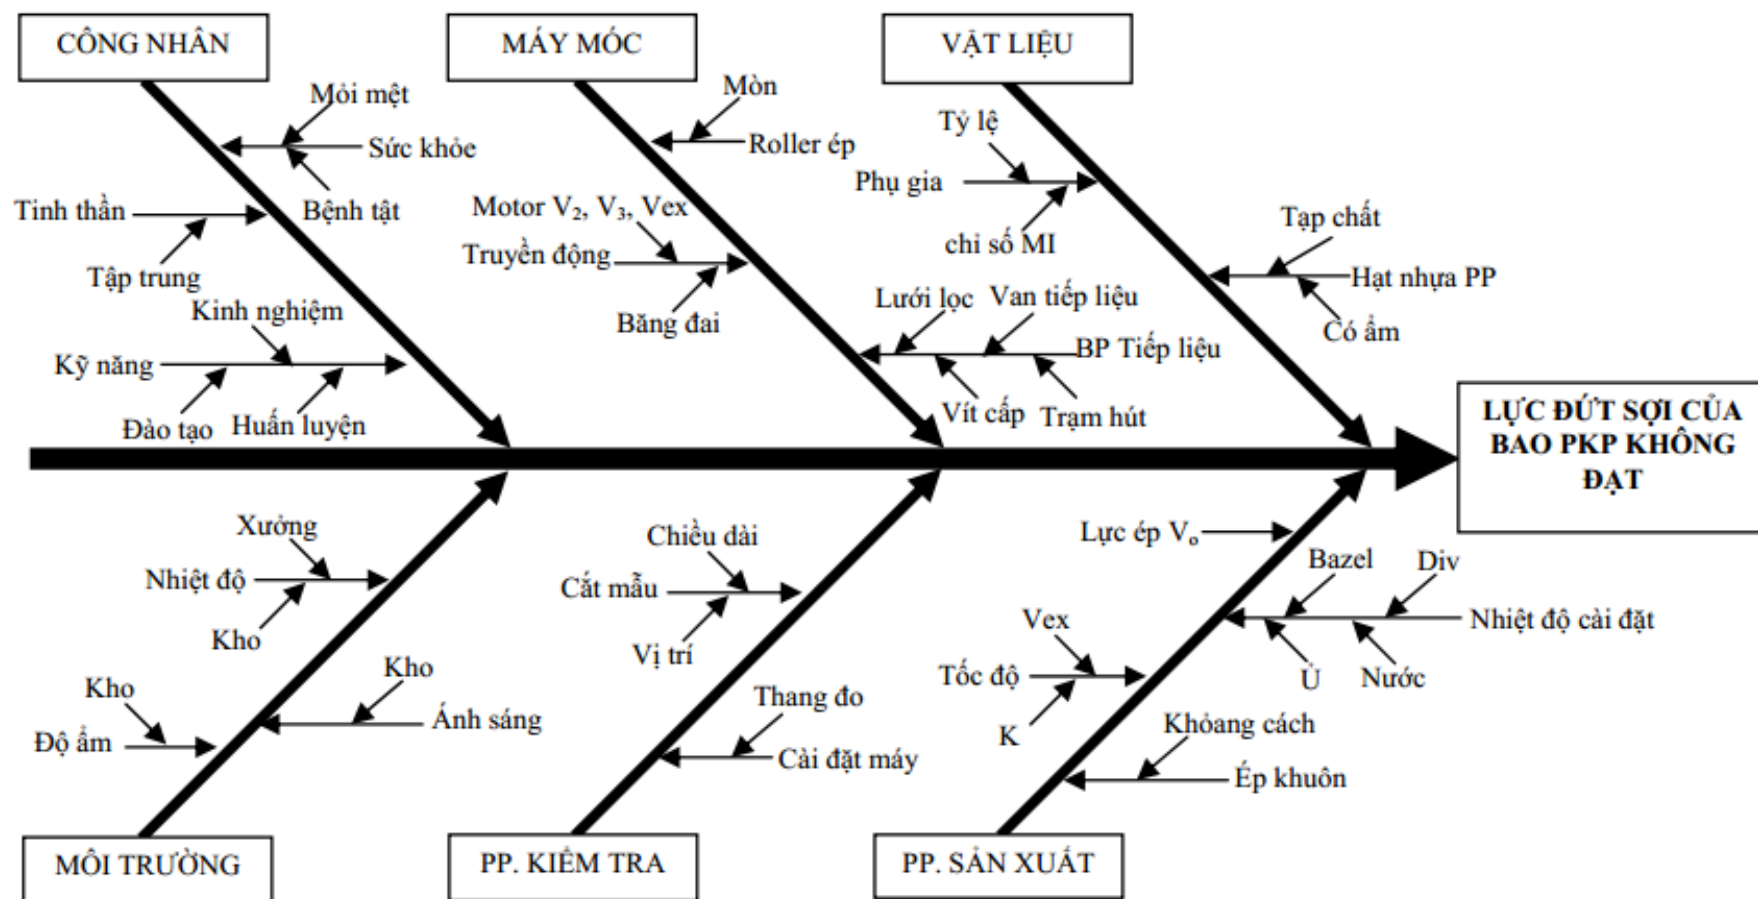 CÔNG NHÂN
MÁY MÓC
VẬT LIỆU
Mỏi mệt
Sức khỏe
Bệnh tật
Tinh thần
Tập trung
Kinh nghiệm
Kỹ năng
Đào tạo
Huấn luyện
Mòn
Roller ép
Motor V₂, V₃, Vex
Truyền động
Băng đai
Lưới lọc
Van tiếp liệu
BP Tiếp liệu
Vít cấp
Trạm hút
Tỷ lệ
Phụ gia
chỉ số MI
Tạp chất
Hạt nhựa PP
Có ẩm
LỰC ĐỨT SỢI CỦA
BAO PKP KHÔNG
ĐẠT
Xưởng
Nhiệt độ
Kho
Kho
Ánh sáng
Kho
Độ ẩm
Chiều dài
Cắt mẫu
Vị trí
Thang đo
Cài đặt máy
Lực ép Vₒ
Bazel
Div
Nhiệt độ cài đặt
Ủ
Nước
Vex
Tốc độ
K
Khỏang cách
Ép khuôn
MÔI TRƯỜNG
PP. KIỂM TRA
PP. SẢN XUẤT